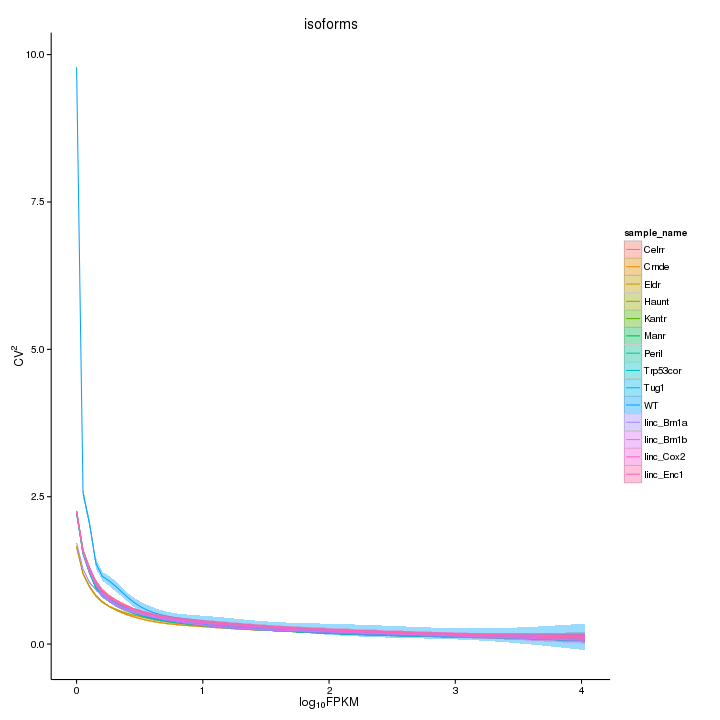 isoforms
10.0
7.5
5.0
2.5
0.0
CV²
0
1
2
3
4
log₁₀FPKM
sample_name
Celrr
Crnde
Eldr
Haunt
Kantr
Manr
Peril
Trp53cor
Tug1
WT
linc_Brn1a
linc_Brn1b
linc_Cox2
linc_Enc1